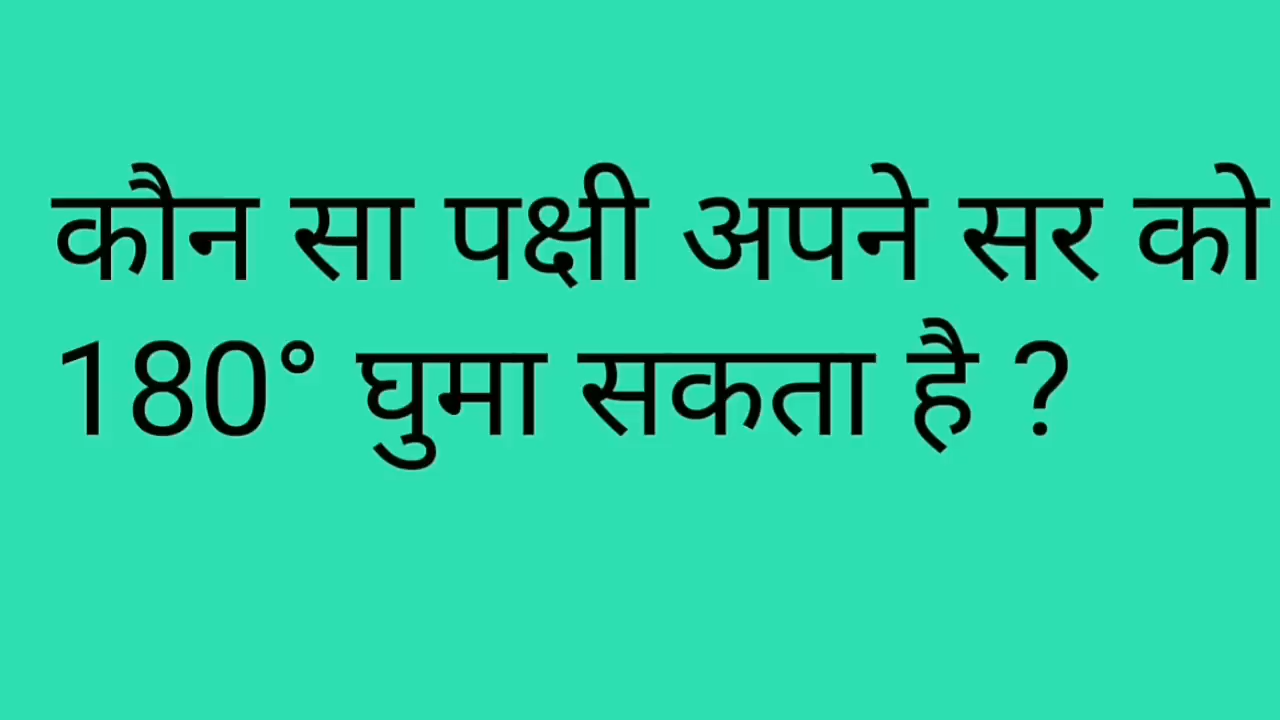 कौन सा पक्षी अपने सर को
180° घुमा सकता है ?